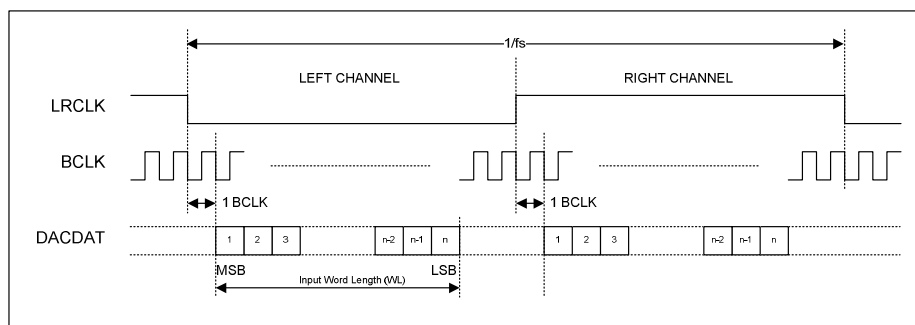 1/fs
LEFT CHANNEL RIGHT CHANNEL
LRCLK
BCLK
1 BCLK 1 BCLK
DACDAT 1 2 3 n-2 n-1 n 1 2 3 n-2 n-1 n
MSB LSB
Input Word Length (WL)